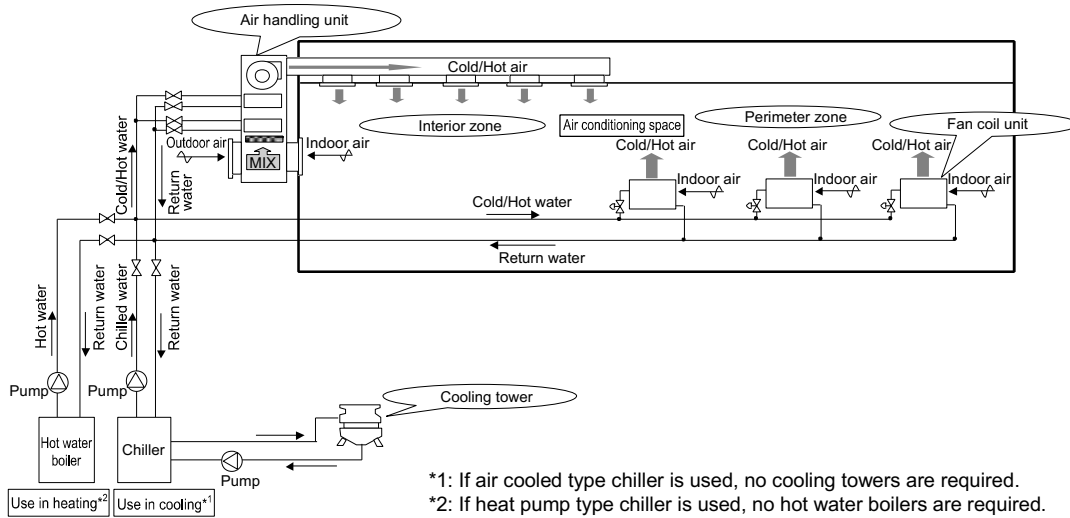 Air handling unit
Cold/Hot air
Interior zone
Air conditioning space
Perimeter zone
Fan coil unit
Outdoor air
MIX
Indoor air
Cold/Hot air
Cold/Hot air
Cold/Hot air
Indoor air
Indoor air
Indoor air
Cold/Hot water
Return water
Cold/Hot water
Return water
Hot water
Return water
Chilled water
Return water
Pump
Pump
Hot water
boiler
Chiller
Cooling tower
Pump
Use in heating*2
Use in cooling*1
*1: If air cooled type chiller is used, no cooling towers are required.
*2: If heat pump type chiller is used, no hot water boilers are required.